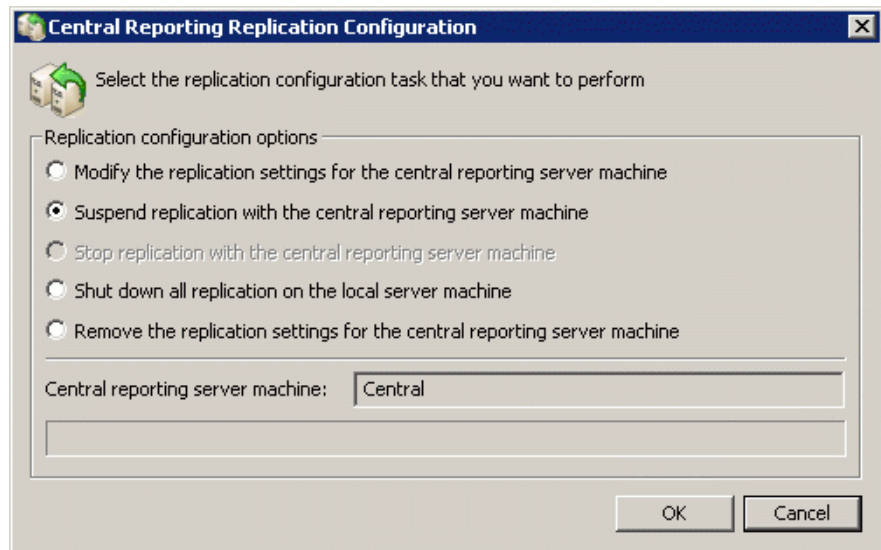 Central Reporting Replication Configuration
Select the replication configuration task that you want to perform
Replication configuration options
Modify the replication settings for the central reporting server machine
Suspend replication with the central reporting server machine
Stop replication with the central reporting server machine
Shut down all replication on the local server machine
Remove the replication settings for the central reporting server machine
Central reporting server machine: Central
OK Cancel